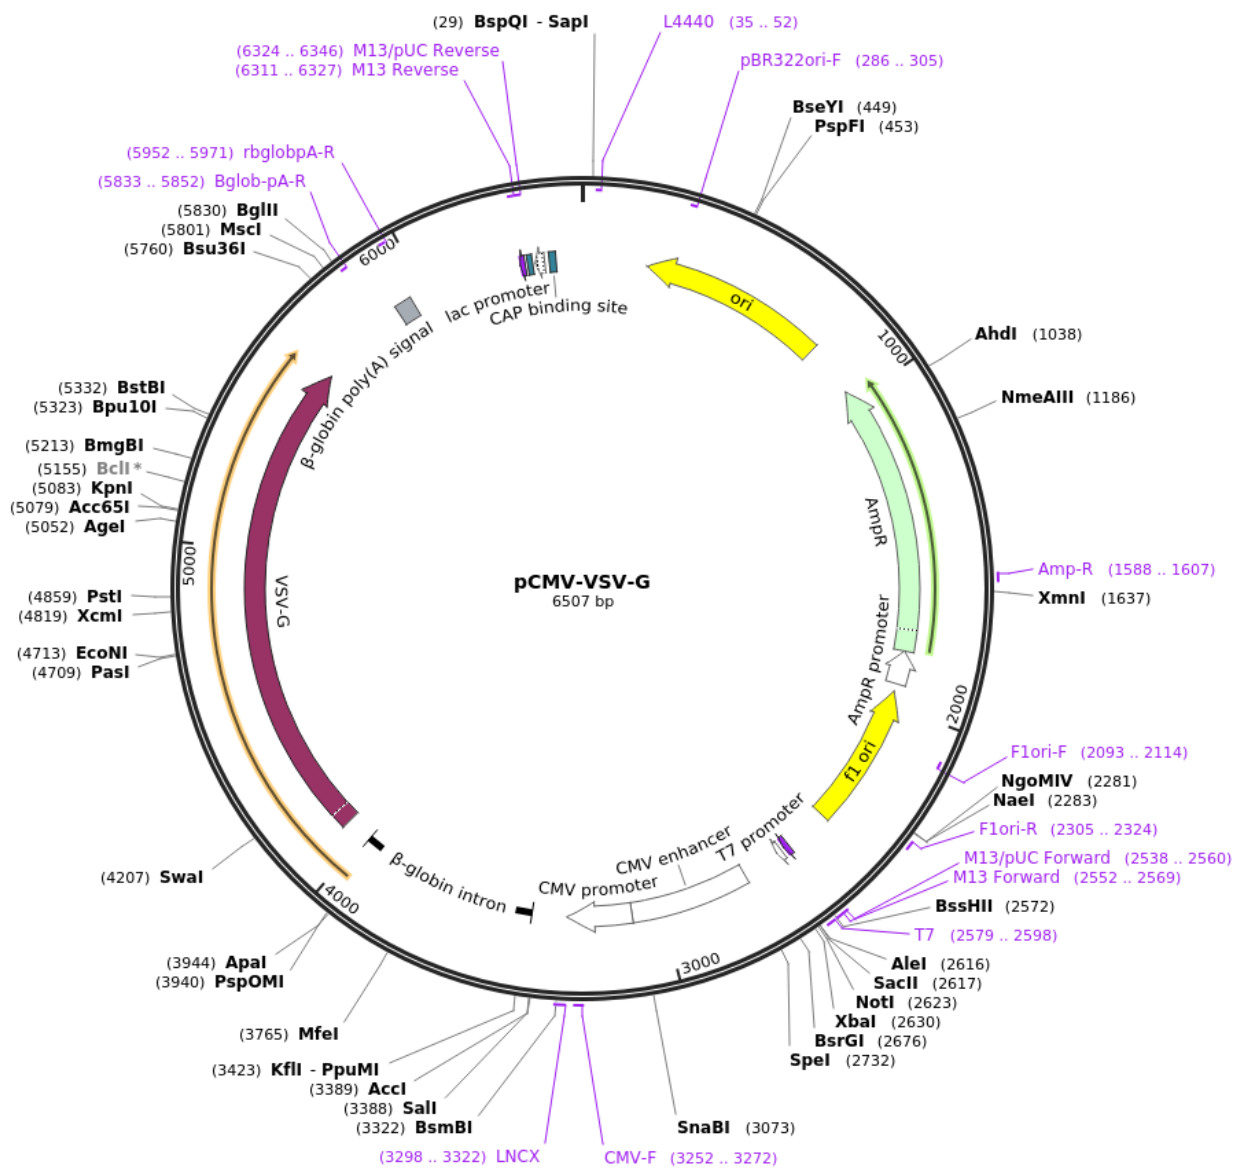 (29) BspQI - SapI
L4440 (35 .. 52)
(6324 .. 6346) M13/pUC Reverse
(6311 .. 6327) M13 Reverse
pBR322ori-F (286 .. 305)
BseYI (449)
PspFI (453)
(5952 .. 5971) rbglobpA-R
(5833 .. 5852) Bglob-pA-R
(5830) BglII
(5801) MscI
(5760) Bsu36I
6000
lac promoter
CAP binding site
ori
β-globin poly(A) signal
1000
AhdI (1038)
NmeAIII (1186)
(5332) BstBI
(5323) Bpu10I
(5213) BmgBI
(5155) BclI*
(5083) KpnI
(5079) Acc65I
(5052) AgeI
5000
AmpR
pCMV-VSV-G
6507 bp
VSV-G
Amp-R (1588 .. 1607)
XmnI (1637)
(4859) PstI
(4819) XcmI
(4713) EcoNI
(4709) PasI
AmpR promoter
2000
f1 ori
F1ori-F (2093 .. 2114)
NgoMIV (2281)
NaeI (2283)
F1ori-R (2305 .. 2324)
M13/pUC Forward (2538 .. 2560)
M13 Forward (2552 .. 2569)
BssHII (2572)
T7 (2579 .. 2598)
T7 promoter
CMV enhancer
CMV promoter
β-globin intron
(4207) SwaI
4000
3000
(3944) ApaI
(3940) PspOMI
AleI (2616)
SacII (2617)
NotI (2623)
XbaI (2630)
BsrGI (2676)
SpeI (2732)
(3765) MfeI
(3423) KflI - PpuMI
(3389) AccI
(3388) SalI
(3322) BsmBI
SnaBI (3073)
(3298 .. 3322) LNCX
CMV-F (3252 .. 3272)